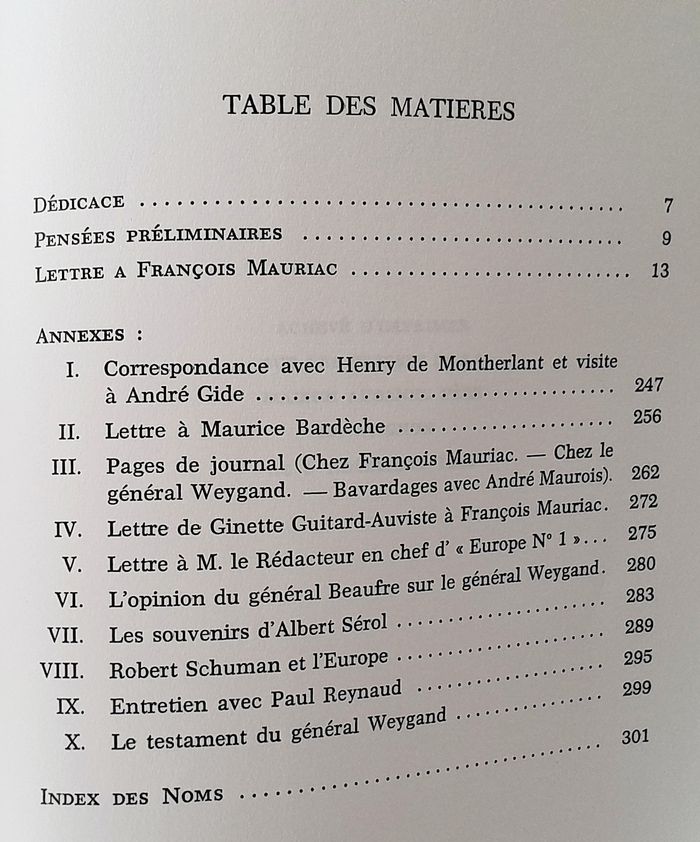 TABLE DES MATIERES
DÉDICACE ........................................ 7
PENSÉES PRÉLIMINAIRES ........................... 9
LETTRE A FRANÇOIS MAURIAC ....................... 13
ANNEXES :
I. Correspondance avec Henry de Montherlant et visite
à André Gide .............................. 247
II. Lettre à Maurice Bardèche .................. 256
III. Pages de journal (Chez François Mauriac. — Chez le
général Weygand. — Bavardages avec André Maurois). 262
IV. Lettre de Ginette Guitard-Auviste à François Mauriac. 272
V. Lettre à M. le Rédacteur en chef d' « Europe N° 1 »... 275
VI. L'opinion du général Beaufre sur le général Weygand. 280
VII. Les souvenirs d'Albert Sérol .................. 283
VIII. Robert Schuman et l'Europe .................. 289
IX. Entretien avec Paul Reynaud ................ 295
X. Le testament du général Weygand ............. 299
INDEX DES NOMS .................................. 301